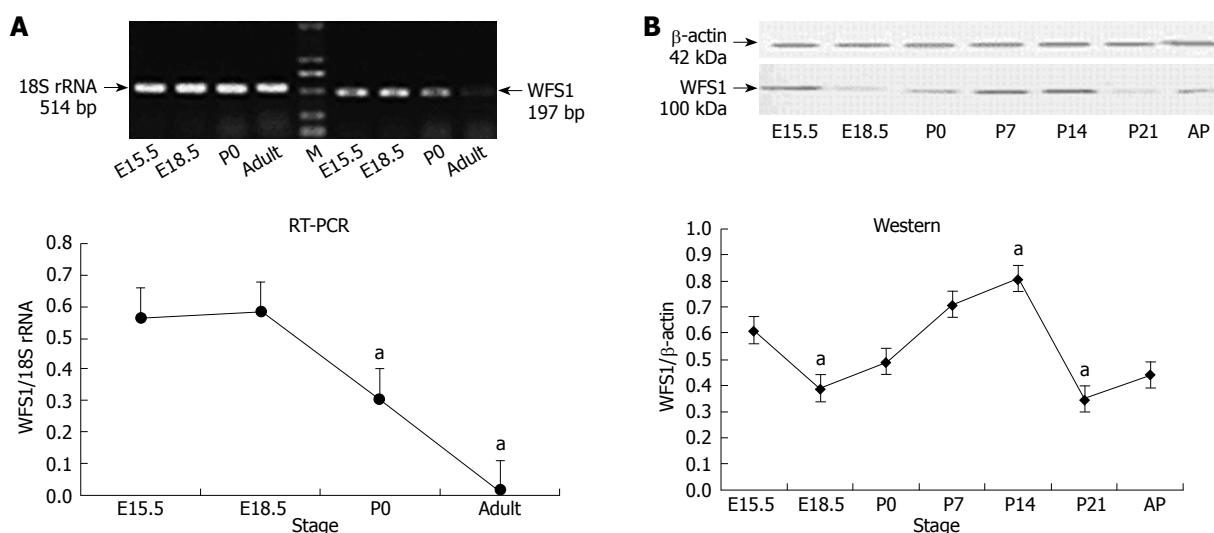 A
18S rRNA
514 bp
WFS1
197 bp
E15.5 E18.5 P0 Adult M E15.5 E18.5 P0 Adult
RT-PCR
WFS1/18S rRNA
0.8
0.7
0.6
0.5
0.4
0.3
0.2
0.1
0.0
a
a
E15.5 E18.5 P0 Adult
Stage
B
β-actin
42 kDa
WFS1
100 kDa
E15.5 E18.5 P0 P7 P14 P21 AP
Western
WFS1/β-actin
1.0
0.9
0.8
0.7
0.6
0.5
0.4
0.3
0.2
0.1
0
a
a
a
E15.5 E18.5 P0 P7 P14 P21 AP
Stage